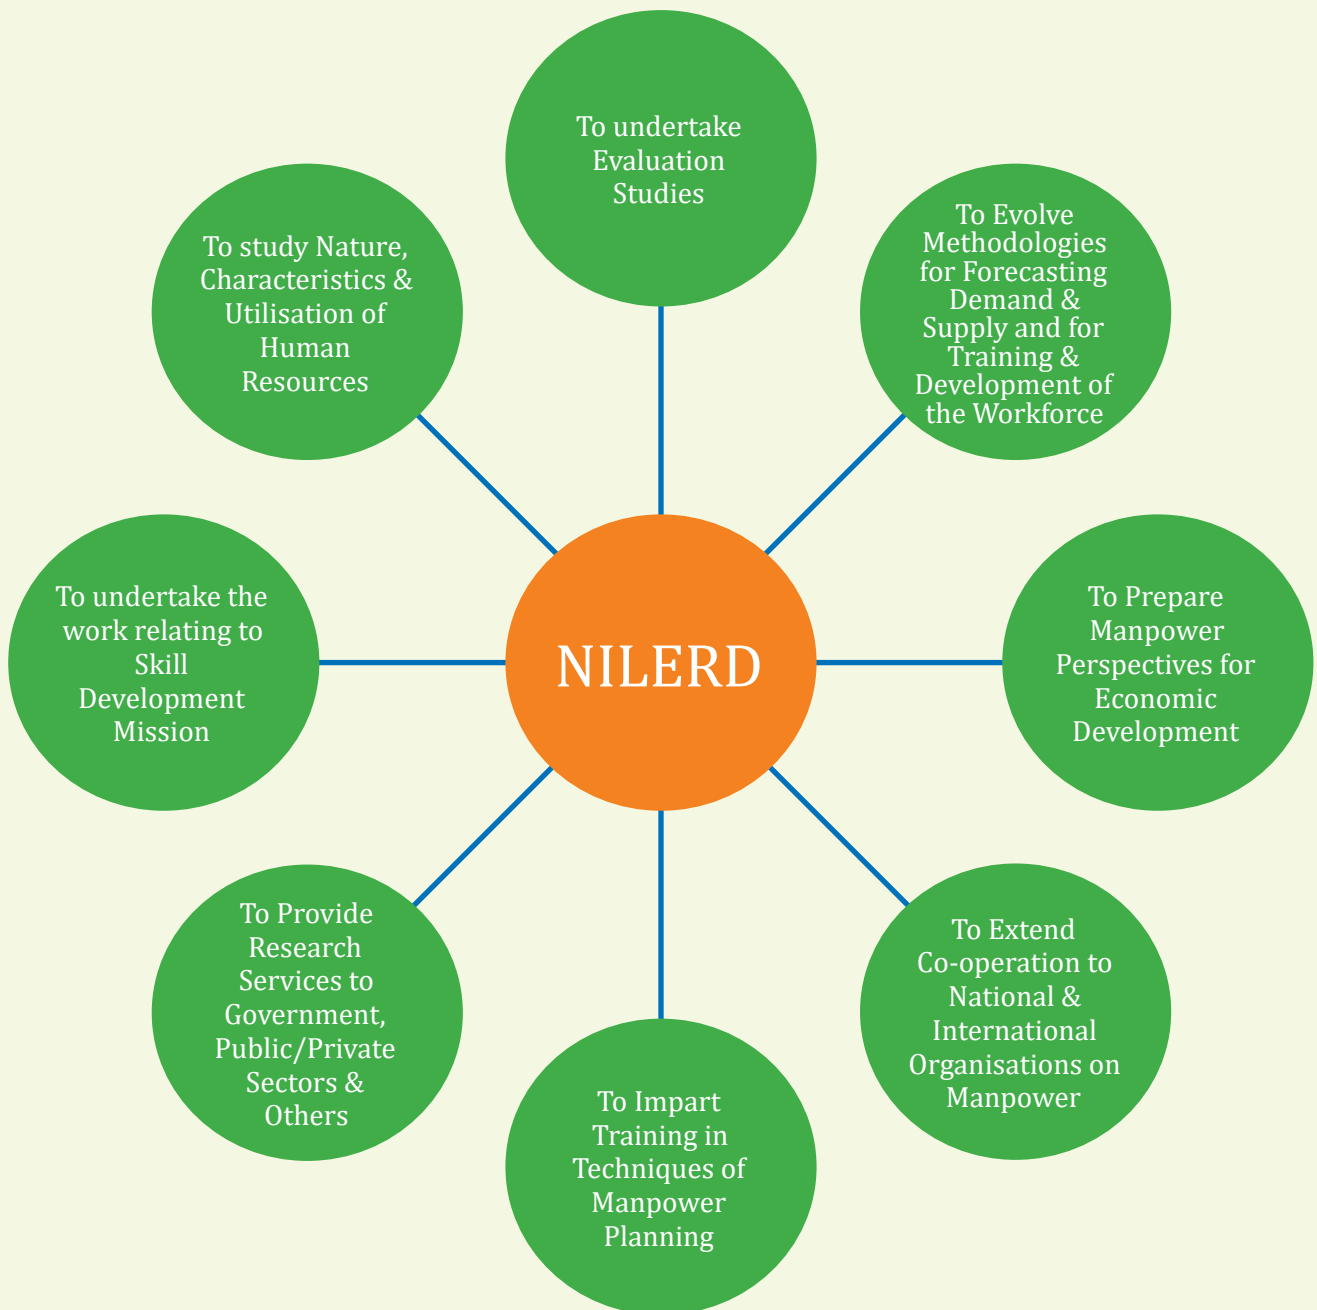 To undertake
Evaluation
Studies
To Evolve
Methodologies
for Forecasting
Demand &
Supply and for
Training &
Development of
the Workforce
To Prepare
Manpower
Perspectives for
Economic
Development
To Extend
Co-operation to
National &
International
Organisations on
Manpower
To Impart
Training in
Techniques of
Manpower
Planning
To Provide
Research
Services to
Government,
Public/Private
Sectors &
Others
To undertake the
work relating to
Skill
Development
Mission
To study Nature,
Characteristics &
Utilisation of
Human
Resources
NILERD